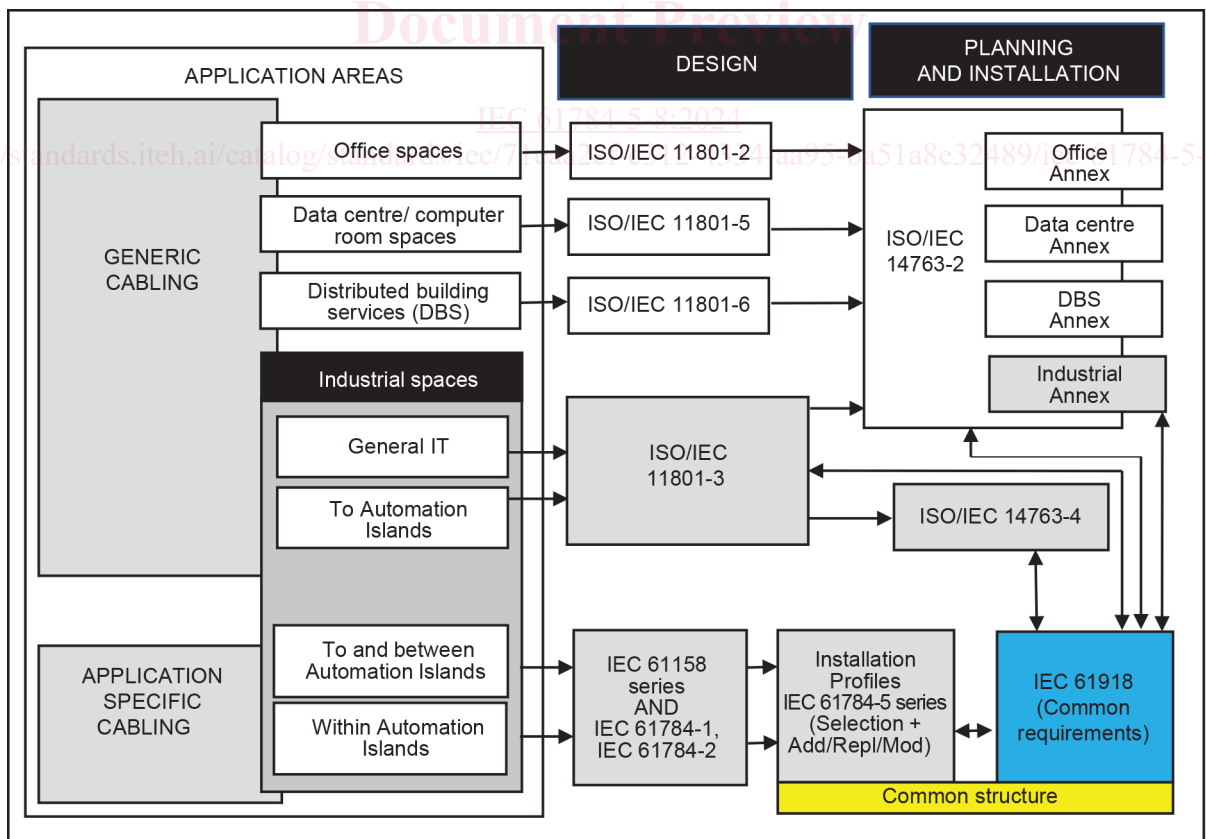 Document Preview
IEC 61784-5-8:2024
APPLICATION AREAS
DESIGN
PLANNING
AND INSTALLATION
GENERIC
CABLING
Office spaces
ISO/IEC 11801-2
Data centre/ computer
room spaces
ISO/IEC 11801-5
Distributed building
services (DBS)
ISO/IEC 11801-6
ISO/IEC
14763-2
Office
Annex
Data centre
Annex
DBS
Annex
Industrial
Annex
Industrial spaces
General IT
To Automation
Islands
ISO/IEC
11801-3
ISO/IEC 14763-4
APPLICATION
SPECIFIC
CABLING
To and between
Automation Islands
Within Automation
Islands
IEC 61158
series
AND
IEC 61784-1,
IEC 61784-2
Installation
Profiles
IEC 61784-5 series
(Selection +
Add/Repl/Mod)
IEC 61918
(Common
requirements)
Common structure